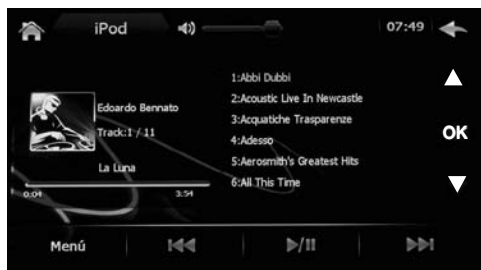 iPod
07:49
Edoardo Bennato
Track:1 / 11
La Luna
0:04
3:54
1:Abbi Dubbi
2:Acoustic Live In Newcastle
3:Acquatiche Trasparenze
4:Adesso
5:Aerosmith's Greatest Hits
6:All This Time
OK
Menú